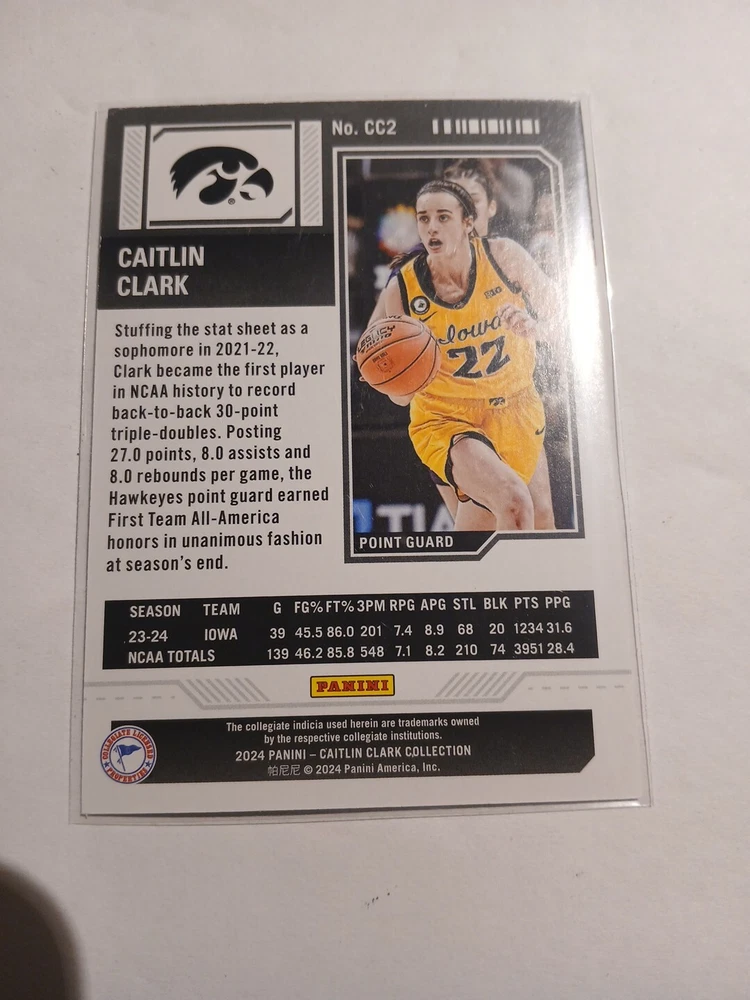 No. CC2
CAITLIN
CLARK
Stuffing the stat sheet as a
sophomore in 2021-22,
Clark became the first player
in NCAA history to record
back-to-back 30-point
triple-doubles. Posting
27.0 points, 8.0 assists and
8.0 rebounds per game, the
Hawkeyes point guard earned
First Team All-America
honors in unanimous fashion
at season's end.
Iowa
22
POINT GUARD
SEASON TEAM G FG% FT% 3PM RPG APG STL BLK PTS PPG
23-24 IOWA 39 45.5 86.0 201 7.4 8.9 68 20 1234 31.6
NCAA TOTALS 139 46.2 85.8 548 7.1 8.2 210 74 3951 28.4
PANINI
The collegiate indicia used herein are trademarks owned
by the respective collegiate institutions.
2024 PANINI – CAITLIN CLARK COLLECTION
帕尼尼 © 2024 Panini America, Inc.
COLLEGIATE LICENSED
PROPERTIES